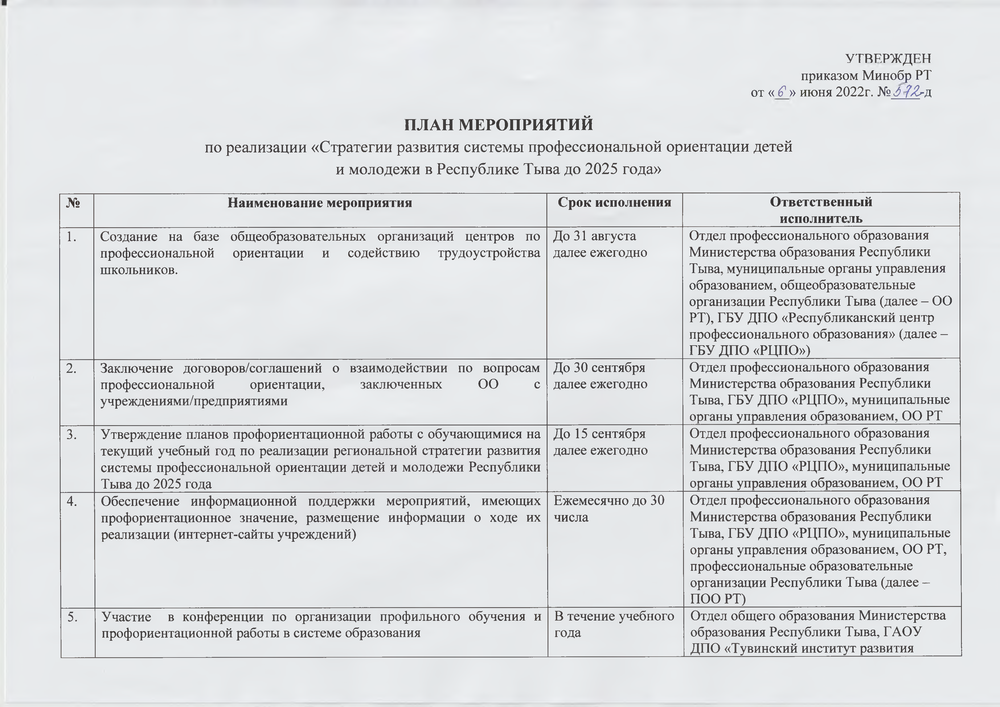 УТВЕРЖДЕН
приказом Минобр РТ
от «6» июня 2022г. №572-д
ПЛАН МЕРОПРИЯТИЙ
по реализации «Стратегии развития системы профессиональной ориентации детей
и молодежи в Республике Тыва до 2025 года»
№
Наименование мероприятия
Срок исполнения
Ответственный
исполнитель
1.
Создание на базе общеобразовательных организаций центров по
профессиональной ориентации и содействию трудоустройства
школьников.
До 31 августа
далее ежегодно
Отдел профессионального образования
Министерства образования Республики
Тыва, муниципальные органы управления
образованием, общеобразовательные
организации Республики Тыва (далее – ОО
РТ), ГБУ ДПО «Республиканский центр
профессионального образования» (далее –
ГБУ ДПО «РЦПО»)
2.
Заключение договоров/соглашений о взаимодействии по вопросам
профессиональной ориентации, заключенных ОО с
учреждениями/предприятиями
До 30 сентября
далее ежегодно
Отдел профессионального образования
Министерства образования Республики
Тыва, ГБУ ДПО «РЦПО», муниципальные
органы управления образованием, ОО РТ
3.
Утверждение планов профориентационной работы с обучающимися на
текущий учебный год по реализации региональной стратегии развития
системы профессиональной ориентации детей и молодежи Республики
Тыва до 2025 года
До 15 сентября
далее ежегодно
Отдел профессионального образования
Министерства образования Республики
Тыва, ГБУ ДПО «РЦПО», муниципальные
органы управления образованием, ОО РТ
4.
Обеспечение информационной поддержки мероприятий, имеющих
профориентационное значение, размещение информации о ходе их
реализации (интернет-сайты учреждений)
Ежемесячно до 30
числа
Отдел профессионального образования
Министерства образования Республики
Тыва, ГБУ ДПО «РЦПО», муниципальные
органы управления образованием, ОО РТ,
профессиональные образовательные
организации Республики Тыва (далее –
ПОО РТ)
5.
Участие в конференции по организации профильного обучения и
профориентационной работы в системе образования
В течение учебного
года
Отдел общего образования Министерства
образования Республики Тыва, ГАОУ
ДПО «Тувинский институт развития